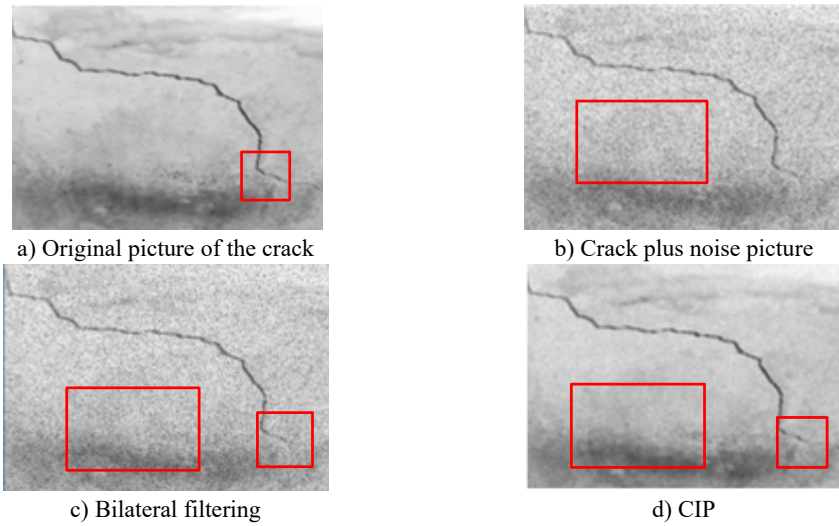 a) Original picture of the crack
b) Crack plus noise picture
c) Bilateral filtering
d) CIP